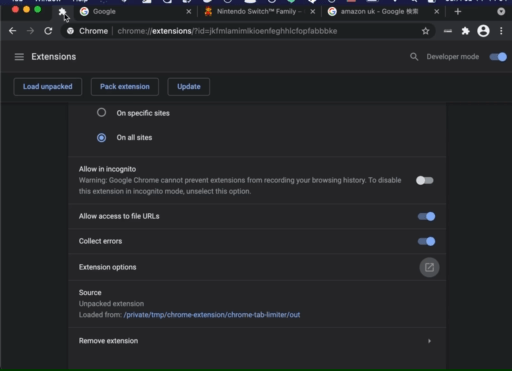 Google
Nintendo Switch™ Family –
amazon uk - Google 検索
Chrome | chrome://extensions/?id=jkfmlamimlkioenfeghhlcfopfabbbke
Extensions
Developer mode
Load unpacked
Pack extension
Update
On specific sites
On all sites
Allow in incognito
Warning: Google Chrome cannot prevent extensions from recording your browsing history. To disable
this extension in incognito mode, unselect this option.
Allow access to file URLs
Collect errors
Extension options
Source
Unpacked extension
Loaded from: /private/tmp/chrome-extension/chrome-tab-limiter/out
Remove extension